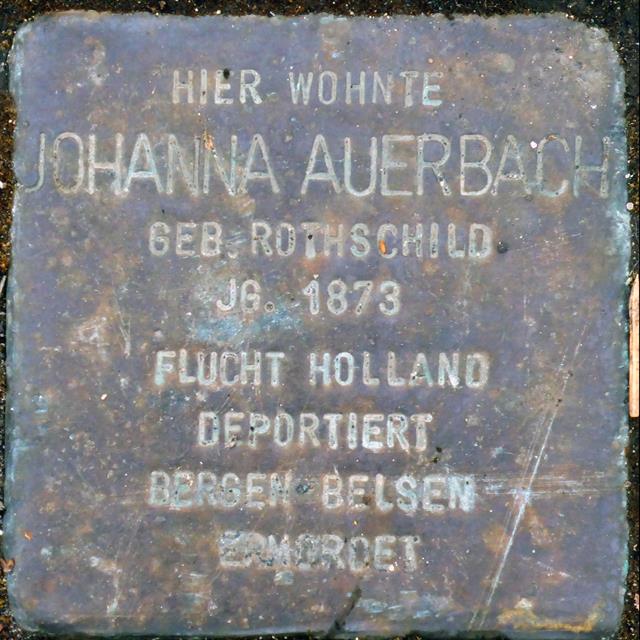 HIER WOHNTE
JOHANNA AUERBACH
GEB. ROTHSCHILD
JG. 1873
FLUCHT HOLLAND
DEPORTIERT
BERGEN-BELSEN
ERMORDET